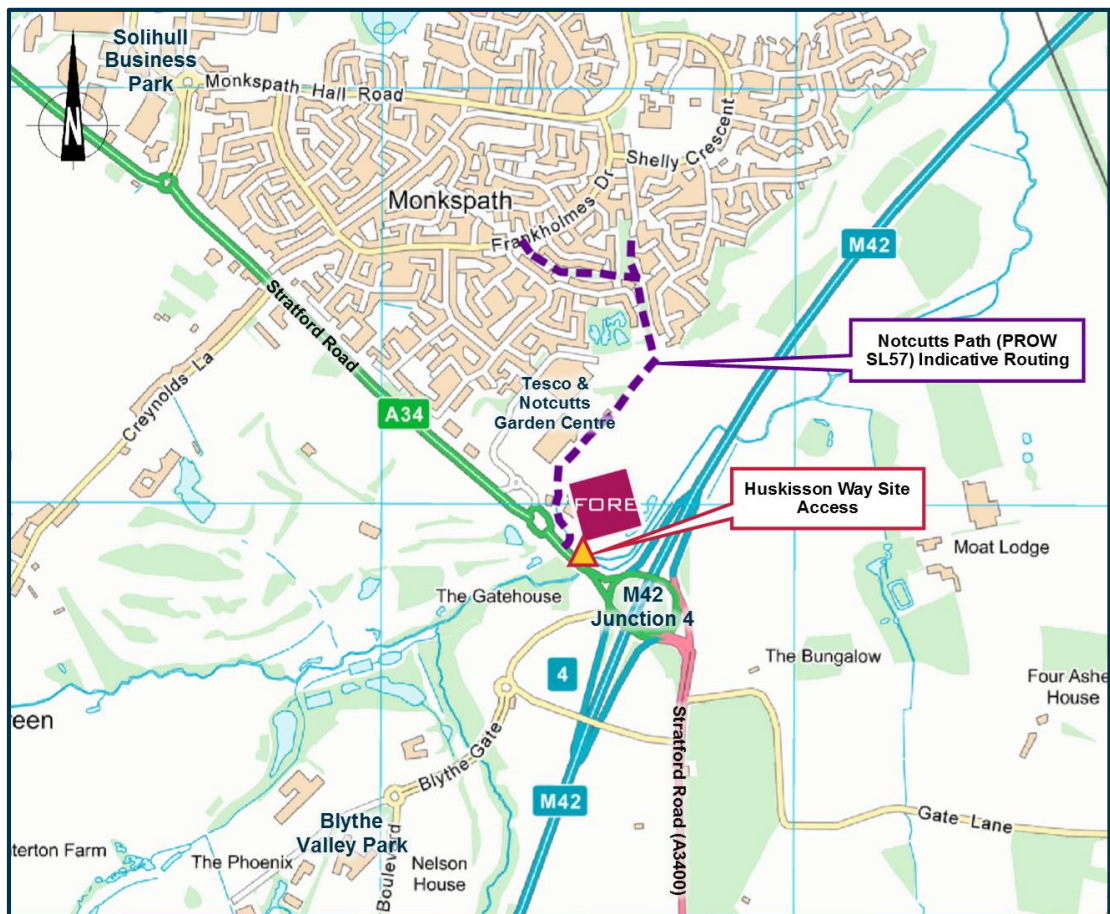 Solihull
Business
Park
N
Monkspath Hall Road
Shelly Crescent
Monkspath
Frankholmes Dr
M42
Stratford Road
Creynolds La
A34
Notcutts Path (PROW
SL57) Indicative Routing
Tesco &
Notcutts
Garden Centre
FORE
Huskisson Way Site
Access
Moat Lodge
The Gatehouse
M42
Junction 4
4
The Bungalow
Four Ashe
House
een
Blythe Gate
Stratford Road (A3400)
M42
Gate Lane
Blythe
Valley Park
terton Farm
The Phoenix
Boulevard
Nelson
House